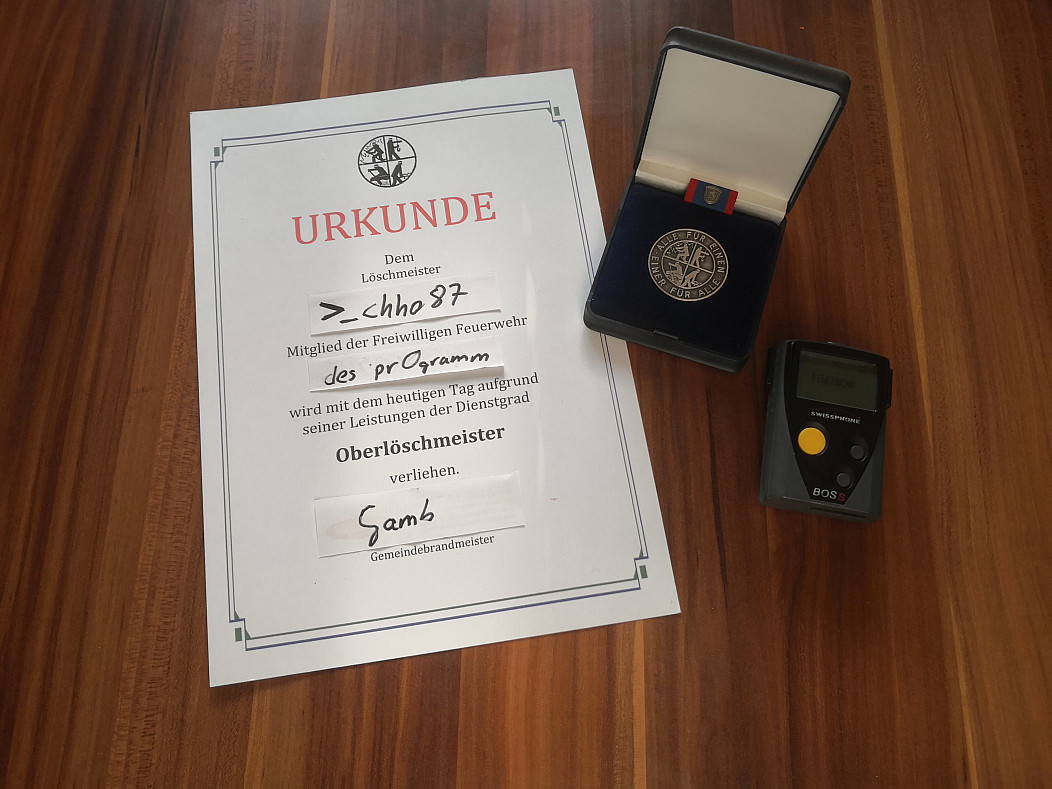 URKUNDE
Dem
Löschmeister
>_chho87
Mitglied der Freiwilligen Feuerwehr
des prOgramm
wird mit dem heutigen Tag aufgrund
seiner Leistungen der Dienstgrad
Oberlöschmeister
verliehen.
Gamb
Gemeindebrandmeister
ALLE FÜR EINEN
EINER FÜR ALLE
SWISSPHONE
BOSS